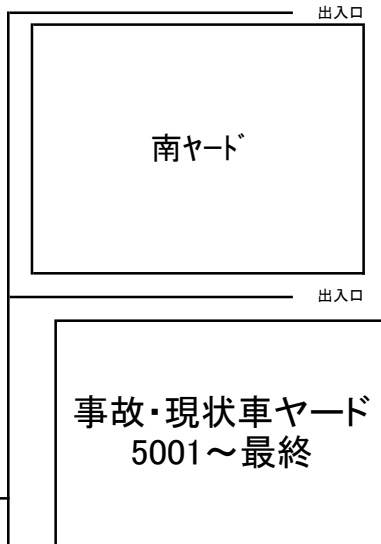 出入口
南ﾔｰﾄﾞ
出入口
事故・現状車ヤード
5001～最終